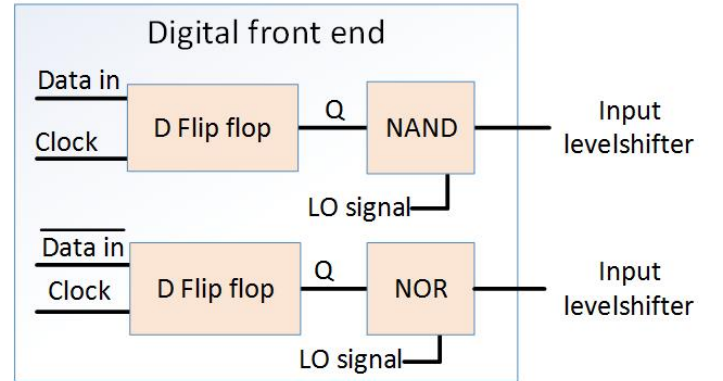 Digital front end
Data in
Clock
D Flip flop
Q
NAND
LO signal
Input
levelshifter
Data in
Clock
D Flip flop
Q
NOR
LO signal
Input
levelshifter